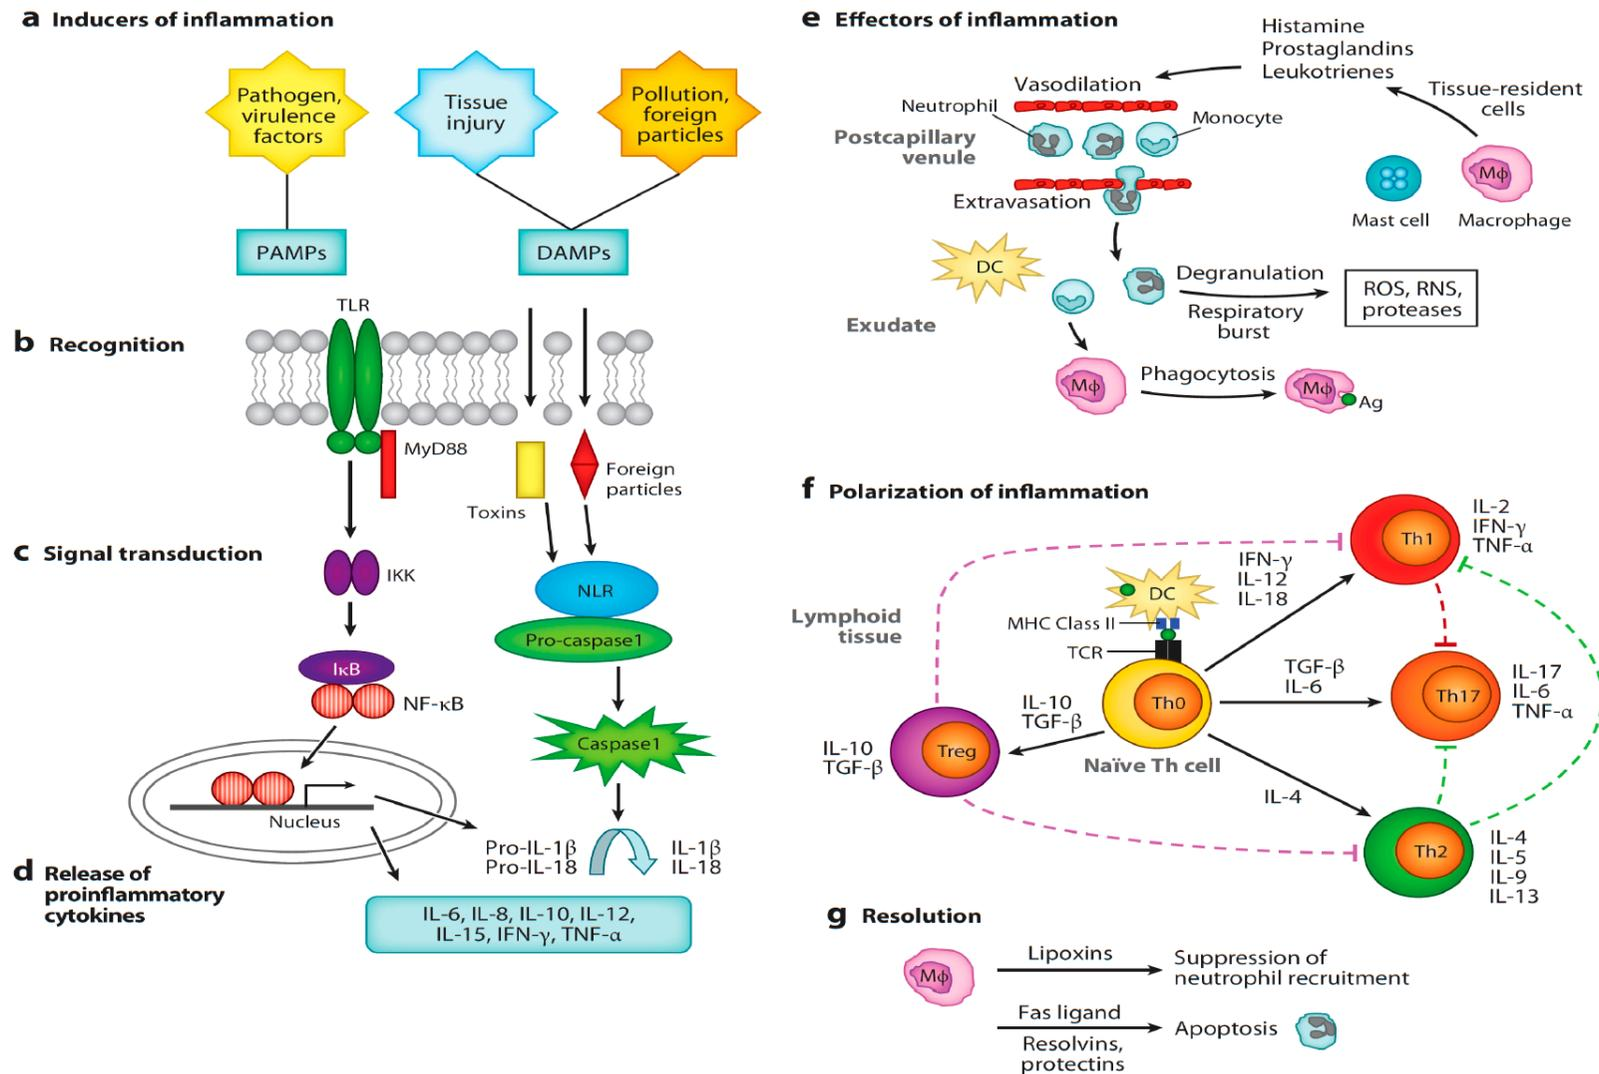 a Inducers of inflammation
Pathogen,
virulence
factors
Tissue
injury
Pollution,
foreign
particles
PAMPs
DAMPs
TLR
b Recognition
MyD88
Toxins
Foreign
particles
c Signal transduction
IKK
NLR
Pro-caspase1
IκB
NF-κB
Caspase1
Nucleus
Pro-IL-1β
Pro-IL-18
IL-1β
IL-18
d Release of
proinflammatory
cytokines
IL-6, IL-8, IL-10, IL-12,
IL-15, IFN-γ, TNF-α
e Effectors of inflammation
Histamine
Prostaglandins
Leukotrienes
Vasodilation
Tissue-resident
cells
Neutrophil
Monocyte
Postcapillary
venule
Mϕ
Extravasation
Mast cell
Macrophage
DC
Degranulation
Respiratory
burst
ROS, RNS,
proteases
Exudate
Mϕ
Phagocytosis
Mϕ
Ag
f Polarization of inflammation
Th1
IL-2
IFN-γ
TNF-α
IFN-γ
IL-12
IL-18
DC
Lymphoid
tissue
MHC Class II
TCR
TGF-β
IL-6
Th17
IL-17
IL-6
TNF-α
Th0
IL-10
TGF-β
Treg
IL-10
TGF-β
Naïve Th cell
IL-4
Th2
IL-4
IL-5
IL-9
IL-13
g Resolution
Mϕ
Lipoxins
Suppression of
neutrophil recruitment
Fas ligand
Resolvins,
protectins
Apoptosis